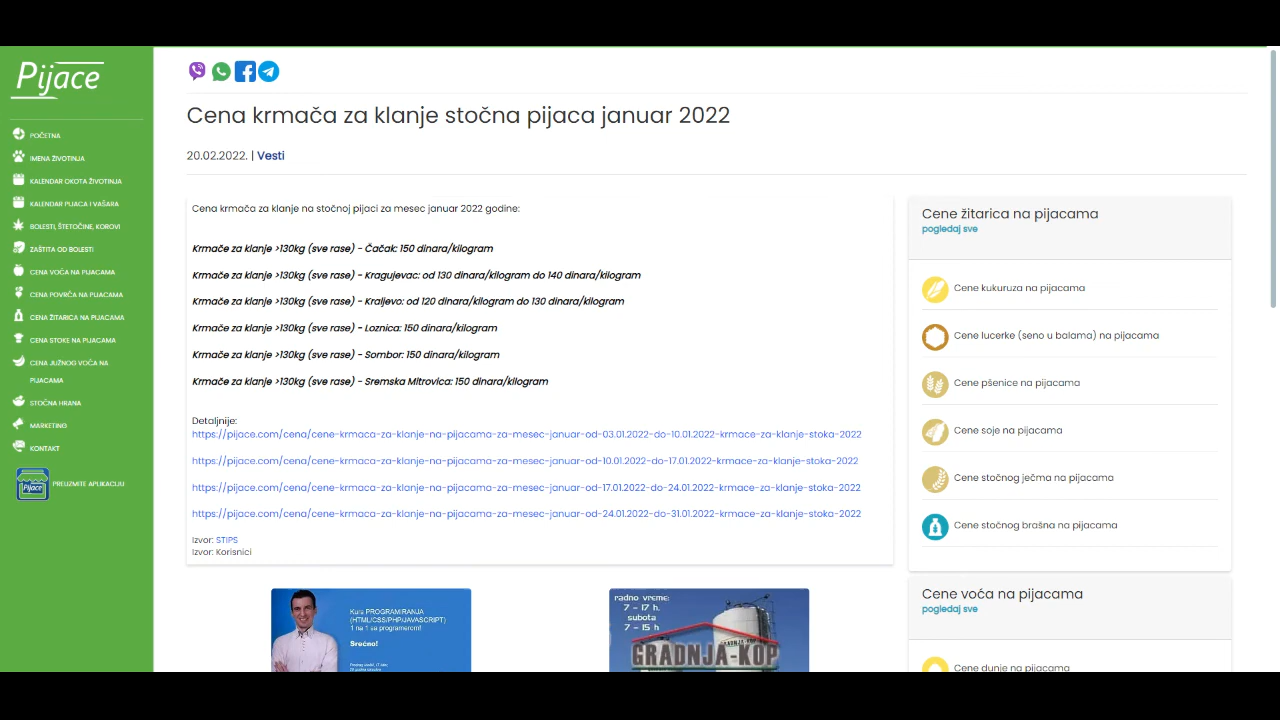 Pijace
POČETNA
IMENA ŽIVOTINJA
KALENDAR OKOTA ŽIVOTINJA
KALENDAR PIJACA I VAŠARA
BOLESTI, ŠTETOČINE, KOROVI
ZAŠTITA OD BOLESTI
CENA VOĆA NA PIJACAMA
CENA POVRĆA NA PIJACAMA
CENA ŽITARICA NA PIJACAMA
CENA STOKE NA PIJACAMA
CENA JUŽNOG VOĆA NA
PIJACAMA
STOČNA HRANA
MARKETING
KONTAKT
Pijace
PREUZMITE APLIKACIJU
Cena krmača za klanje stočna pijaca januar 2022
20.02.2022. | Vesti
Cena krmača za klanje na stočnoj pijaci za mesec januar 2022 godine:
Krmače za klanje >130kg (sve rase) - Čačak: 150 dinara/kilogram
Krmače za klanje >130kg (sve rase) - Kragujevac: od 130 dinara/kilogram do 140 dinara/kilogram
Krmače za klanje >130kg (sve rase) - Kraljevo: od 120 dinara/kilogram do 130 dinara/kilogram
Krmače za klanje >130kg (sve rase) - Loznica: 150 dinara/kilogram
Krmače za klanje >130kg (sve rase) - Sombor: 150 dinara/kilogram
Krmače za klanje >130kg (sve rase) - Sremska Mitrovica: 150 dinara/kilogram
Detaljnije:
https://pijace.com/cena/cene-krmaca-za-klanje-na-pijacama-za-mesec-januar-od-03.01.2022-do-10.01.2022-krmace-za-klanje-stoka-2022
https://pijace.com/cena/cene-krmaca-za-klanje-na-pijacama-za-mesec-januar-od-10.01.2022-do-17.01.2022-krmace-za-klanje-stoka-2022
https://pijace.com/cena/cene-krmaca-za-klanje-na-pijacama-za-mesec-januar-od-17.01.2022-do-24.01.2022-krmace-za-klanje-stoka-2022
https://pijace.com/cena/cene-krmaca-za-klanje-na-pijacama-za-mesec-januar-od-24.01.2022-do-31.01.2022-krmace-za-klanje-stoka-2022
Izvor: STIPS
Izvor: Korisnici
Kurs PROGRAMIRANJA
(HTML/CSS/PHP/JAVASCRIPT)
1 na 1 sa programerom!
Srećno!
radno vreme:
7 - 17 h.
subota
7 - 15 h
GRADNJA-KOP
GRADNJA-KOP
Cene žitarica na pijacama
pogledaj sve
Cene kukuruza na pijacama
Cene lucerke (seno u balama) na pijacama
Cene pšenice na pijacama
Cene soje na pijacama
Cene stočnog ječma na pijacama
Cene stočnog brašna na pijacama
Cene voća na pijacama
pogledaj sve
Cene dunje na pijacama